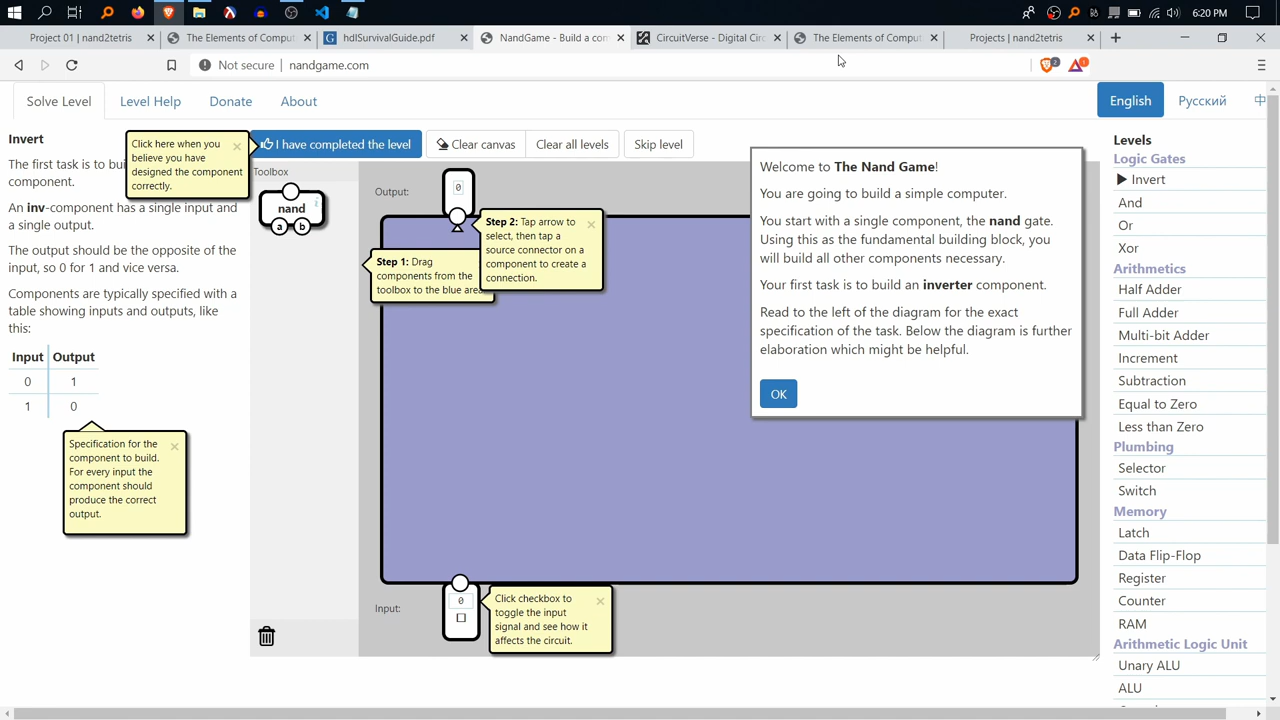 6:20 PM
Project 01 | nand2tetris
The Elements of Comput
hdlSurvivalGuide.pdf
NandGame - Build a com
CircuitVerse - Digital Circ
The Elements of Comput
Projects | nand2tetris
Not secure
nandgame.com
2
1
Solve Level
Level Help
Donate
About
English
Русский
中
Invert
The first task is to bui
component.
An inv-component has a single input and
a single output.
The output should be the opposite of the
input, so 0 for 1 and vice versa.
Components are typically specified with a
table showing inputs and outputs, like
this:
Input Output
0 1
1 0
Specification for the
component to build.
For every input the
component should
produce the correct
output.
Click here when you
believe you have
designed the component
correctly.
I have completed the level
Clear canvas
Clear all levels
Skip level
Toolbox
nand
a b
Output:
0
Step 1: Drag
components from the
toolbox to the blue area
Step 2: Tap arrow to
select, then tap a
source connector on a
component to create a
connection.
Welcome to The Nand Game!
You are going to build a simple computer.
You start with a single component, the nand gate.
Using this as the fundamental building block, you
will build all other components necessary.
Your first task is to build an inverter component.
Read to the left of the diagram for the exact
specification of the task. Below the diagram is further
elaboration which might be helpful.
OK
Input:
0
Click checkbox to
toggle the input
signal and see how it
affects the circuit.
Levels
Logic Gates
Invert
And
Or
Xor
Arithmetics
Half Adder
Full Adder
Multi-bit Adder
Increment
Subtraction
Equal to Zero
Less than Zero
Plumbing
Selector
Switch
Memory
Latch
Data Flip-Flop
Register
Counter
RAM
Arithmetic Logic Unit
Unary ALU
ALU